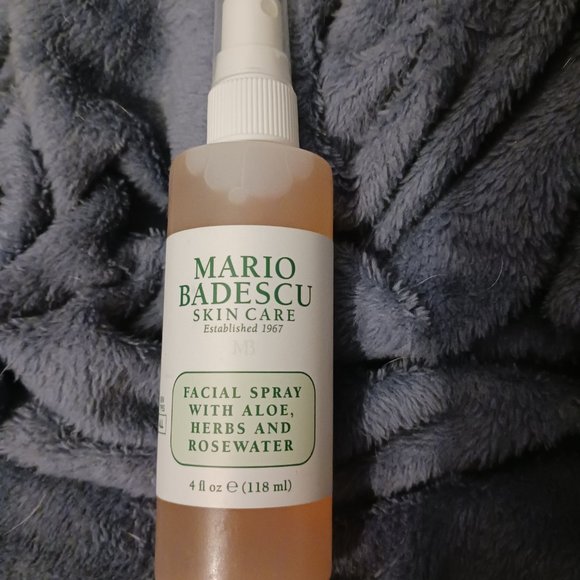 MARIO
BADESCU
SKIN CARE
Established 1967
MB
FACIAL SPRAY
WITH ALOE,
HERBS AND
ROSEWATER
4 fl oz ℮ (118 ml)